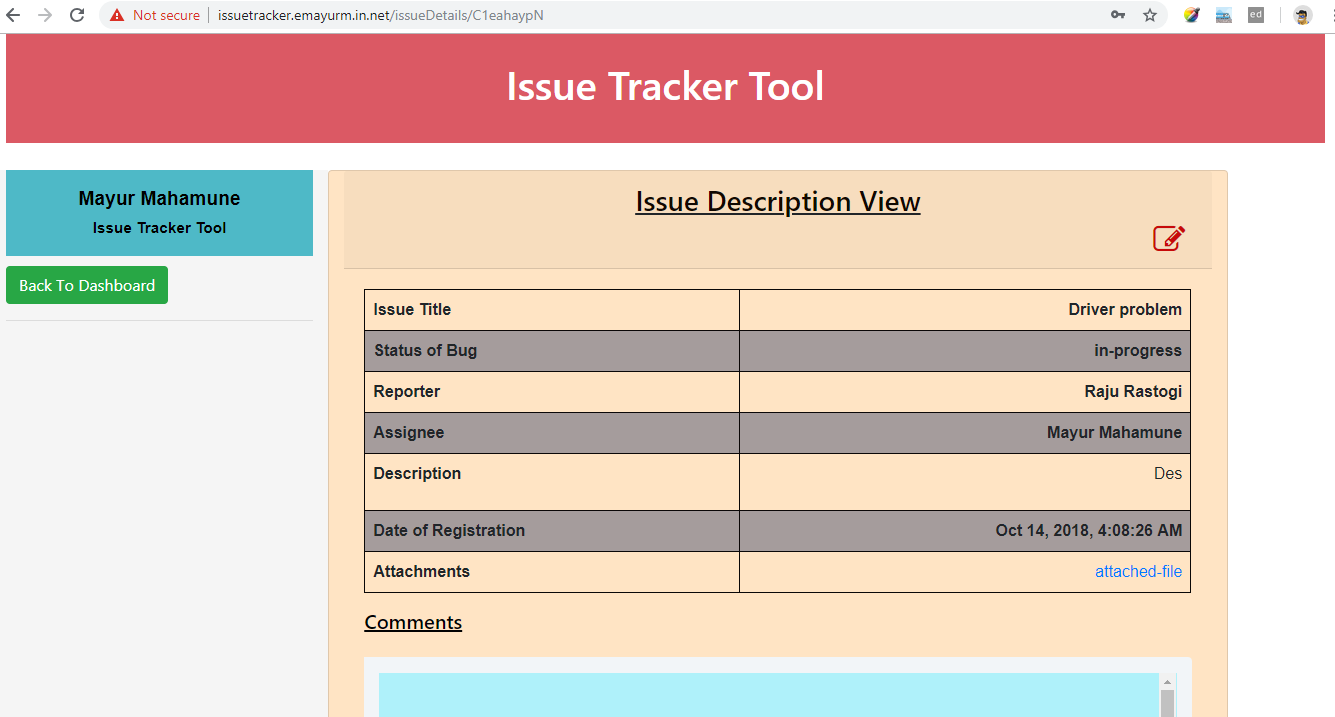 Not secure issuetracker.emayurm.in.net/issueDetails/C1eahaypN
ed
Issue Tracker Tool
Mayur Mahamune
Issue Tracker Tool
Back To Dashboard
Issue Description View
Issue Title Driver problem
Status of Bug in-progress
Reporter Raju Rastogi
Assignee Mayur Mahamune
Description Des
Date of Registration Oct 14, 2018, 4:08:26 AM
Attachments attached-file
Comments